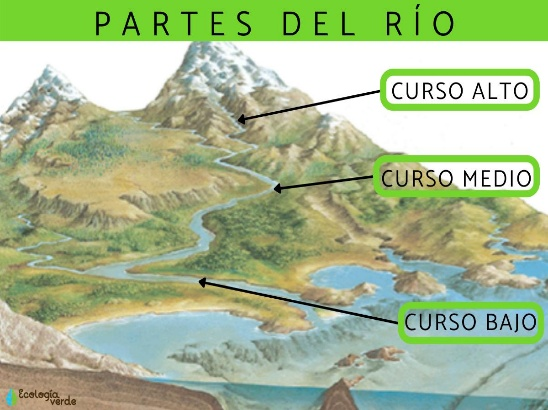 PARTES DEL RÍO
CURSO ALTO
CURSO MEDIO
CURSO BAJO
Ecología
verde